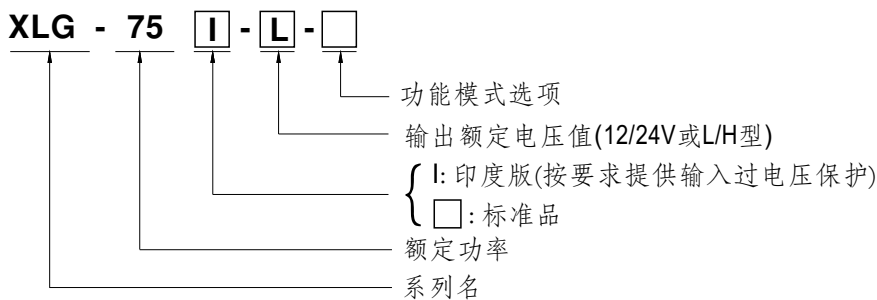 XLG - 75 I - L - □
功能模式选项
输出额定电压值(12/24V或L/H型)
I: 印度版(按要求提供输入过电压保护)
□: 标准品
额定功率
系列名